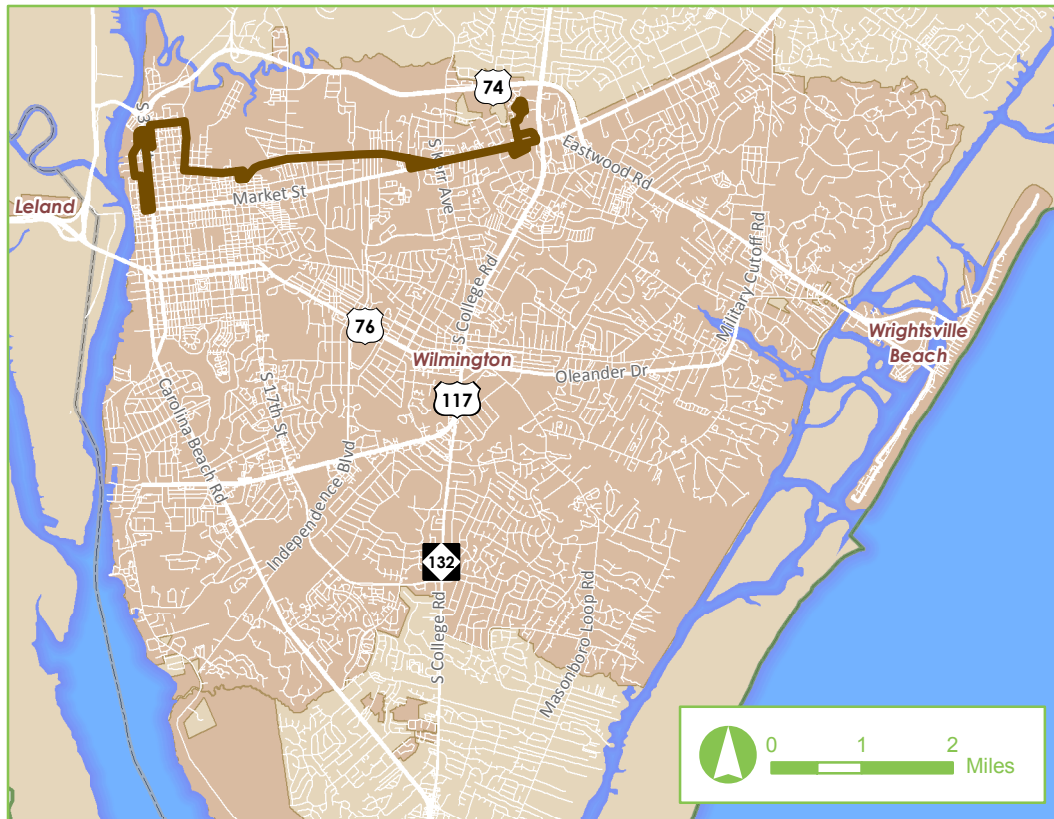 74
S 3
Eastwood Rd
S Kerr Ave
Market St
Leland
Military Cutoff Rd
S College Rd
76
Wrightsville
Beach
Wilmington
Oleander Dr
117
Carolina Beach Rd
S 17th St
Independence Blvd
132
S College Rd
Masonboro Loop Rd
0 1 2
Miles